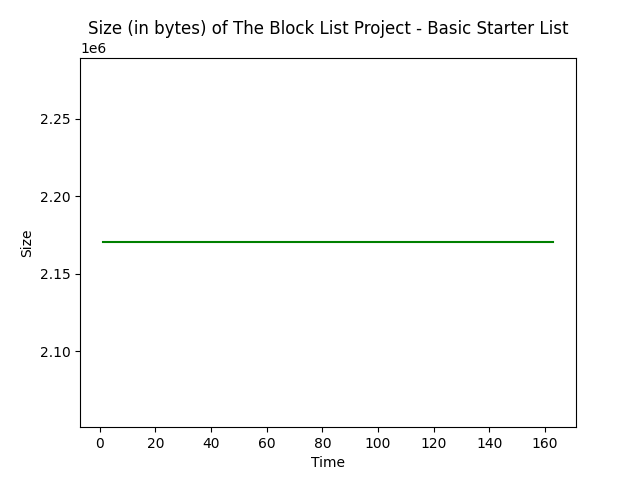 Size (in bytes) of The Block List Project - Basic Starter List
1e6
2.25
2.20
2.15
2.10
Size
0 20 40 60 80 100 120 140 160
Time